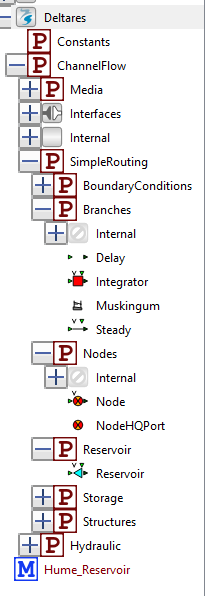 Deltares
P Constants
P ChannelFlow
P Media
Interfaces
Internal
P SimpleRouting
P BoundaryConditions
P Branches
Internal
Delay
Integrator
Muskingum
Steady
P Nodes
Internal
Node
NodeHQPort
P Reservoir
Reservoir
P Storage
P Structures
P Hydraulic
M Hume_Reservoir